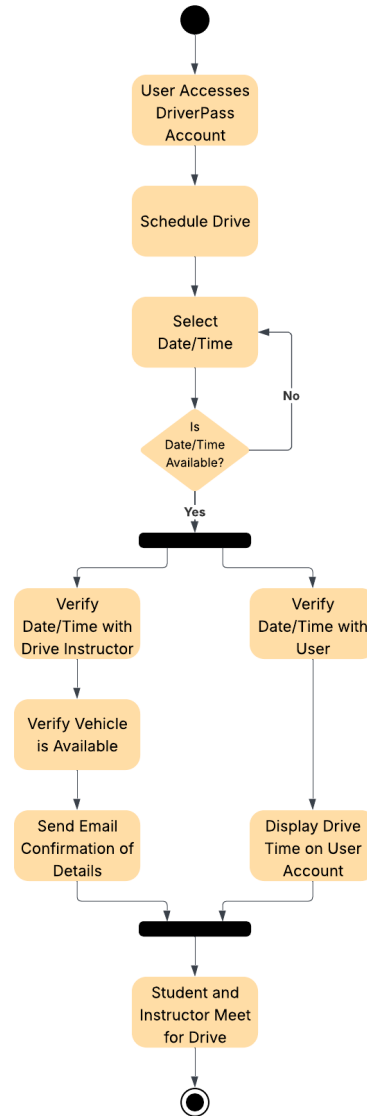 User Accesses
DriverPass
Account
Schedule Drive
Select
Date/Time
No
Is
Date/Time
Available?
Yes
Verify
Date/Time with
Drive Instructor
Verify
Date/Time with
User
Verify Vehicle
is Available
Send Email
Confirmation of
Details
Display Drive
Time on User
Account
Student and
Instructor Meet
for Drive